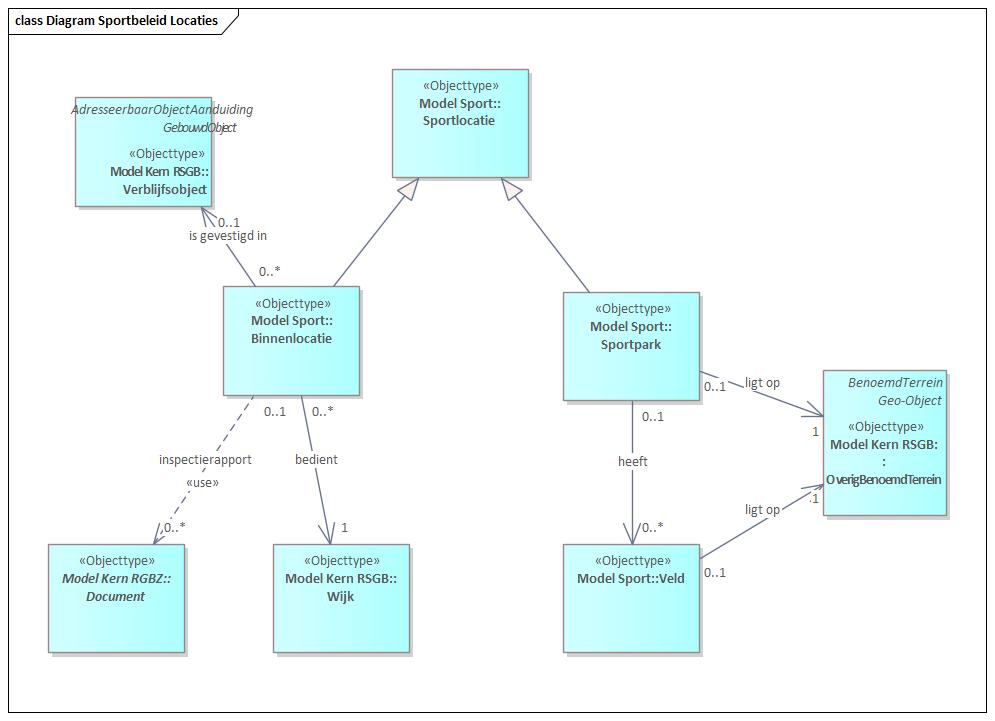 class Diagram Sportbeleid Locaties
«Objecttype»
Model Sport::
Sportlocatie
AdresseerbaarObjectAanduiding
GebouwdObject
«Objecttype»
Model Kern RSGB::
Verblijfsobject
0..1
is gevestigd in
0..*
«Objecttype»
Model Sport::
Binnenlocatie
«Objecttype»
Model Sport::
Sportpark
0..1
ligt op
1
BenoemdTerrein
Geo-Object
«Objecttype»
Model Kern RSGB:
:
OverigBenoemdTerrein
0..1
0..*
0..1
inspectierapport
«use»
bedient
heeft
0..*
1
0..*
1
ligt op
0..1
«Objecttype»
Model Kern RGBZ::
Document
«Objecttype»
Model Kern RSGB::
Wijk
«Objecttype»
Model Sport::Veld